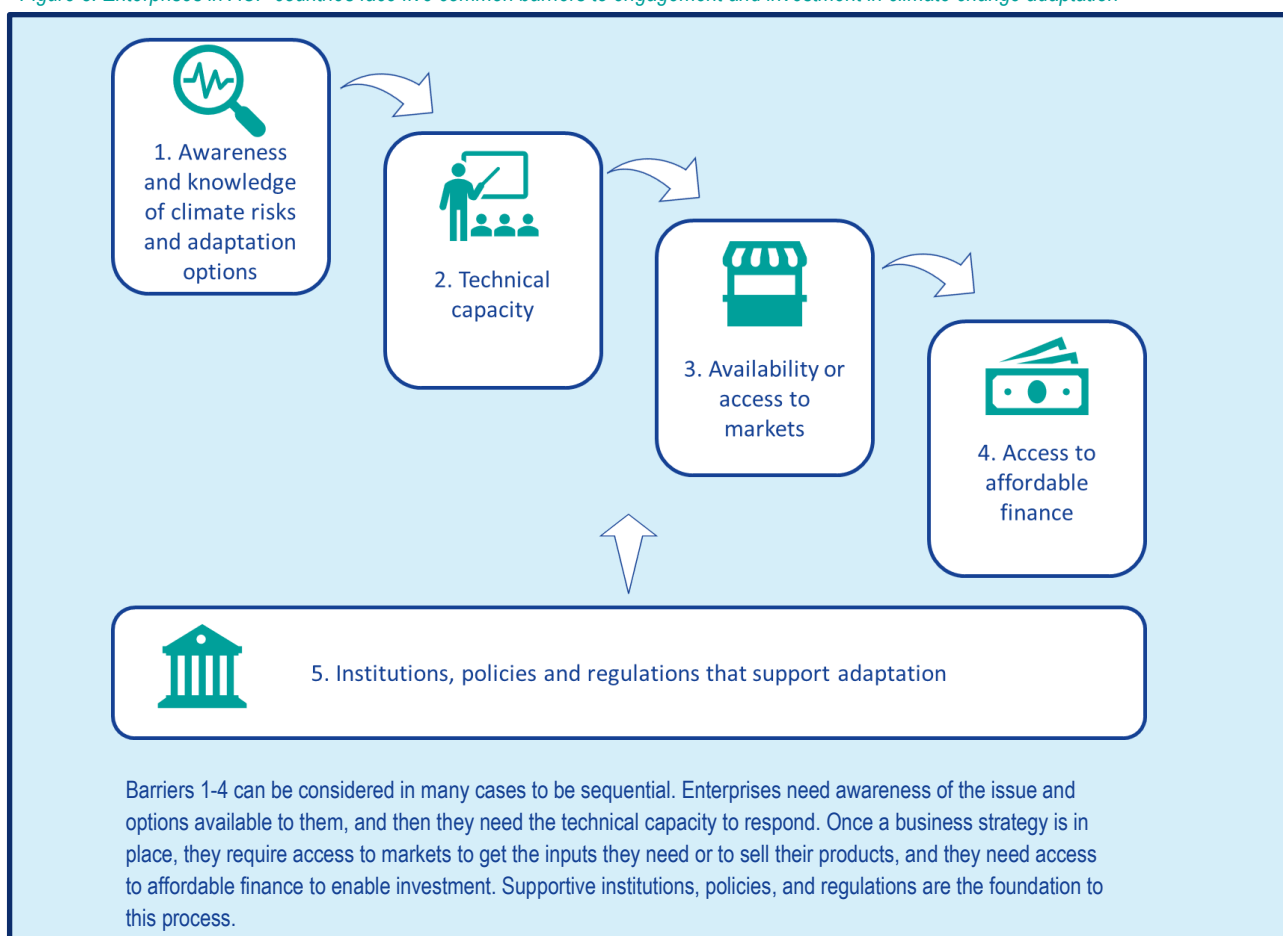 1. Awareness
and knowledge
of climate risks
and adaptation
options
2. Technical
capacity
3. Availability or
access to
markets
4. Access to
affordable
finance
5. Institutions, policies and regulations that support adaptation
Barriers 1-4 can be considered in many cases to be sequential. Enterprises need awareness of the issue and
options available to them, and then they need the technical capacity to respond. Once a business strategy is in
place, they require access to markets to get the inputs they need or to sell their products, and they need access
to affordable finance to enable investment. Supportive institutions, policies, and regulations are the foundation to
this process.